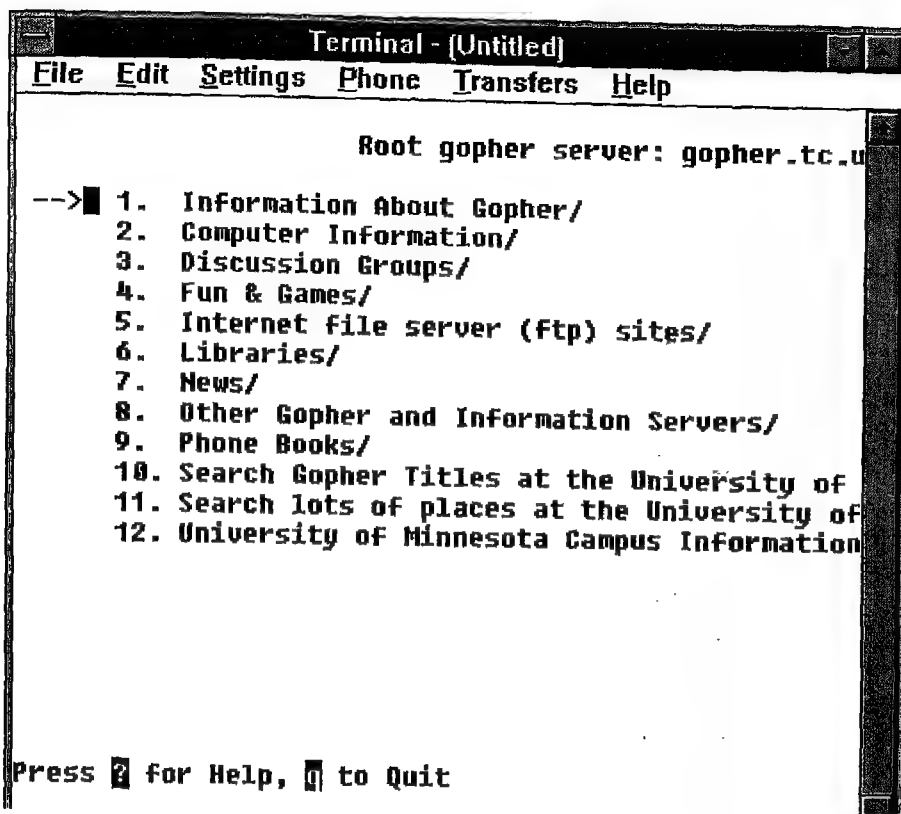 Terminal - (Untitled)
File Edit Settings Phone Transfers Help
Root gopher server: gopher.tc.u
--> 1. Information About Gopher/
2. Computer Information/
3. Discussion Groups/
4. Fun & Games/
5. Internet file server (ftp) sites/
6. Libraries/
7. News/
8. Other Gopher and Information Servers/
9. Phone Books/
10. Search Gopher Titles at the University of
11. Search lots of places at the University of
12. University of Minnesota Campus Information
Press ? for Help, q to Quit